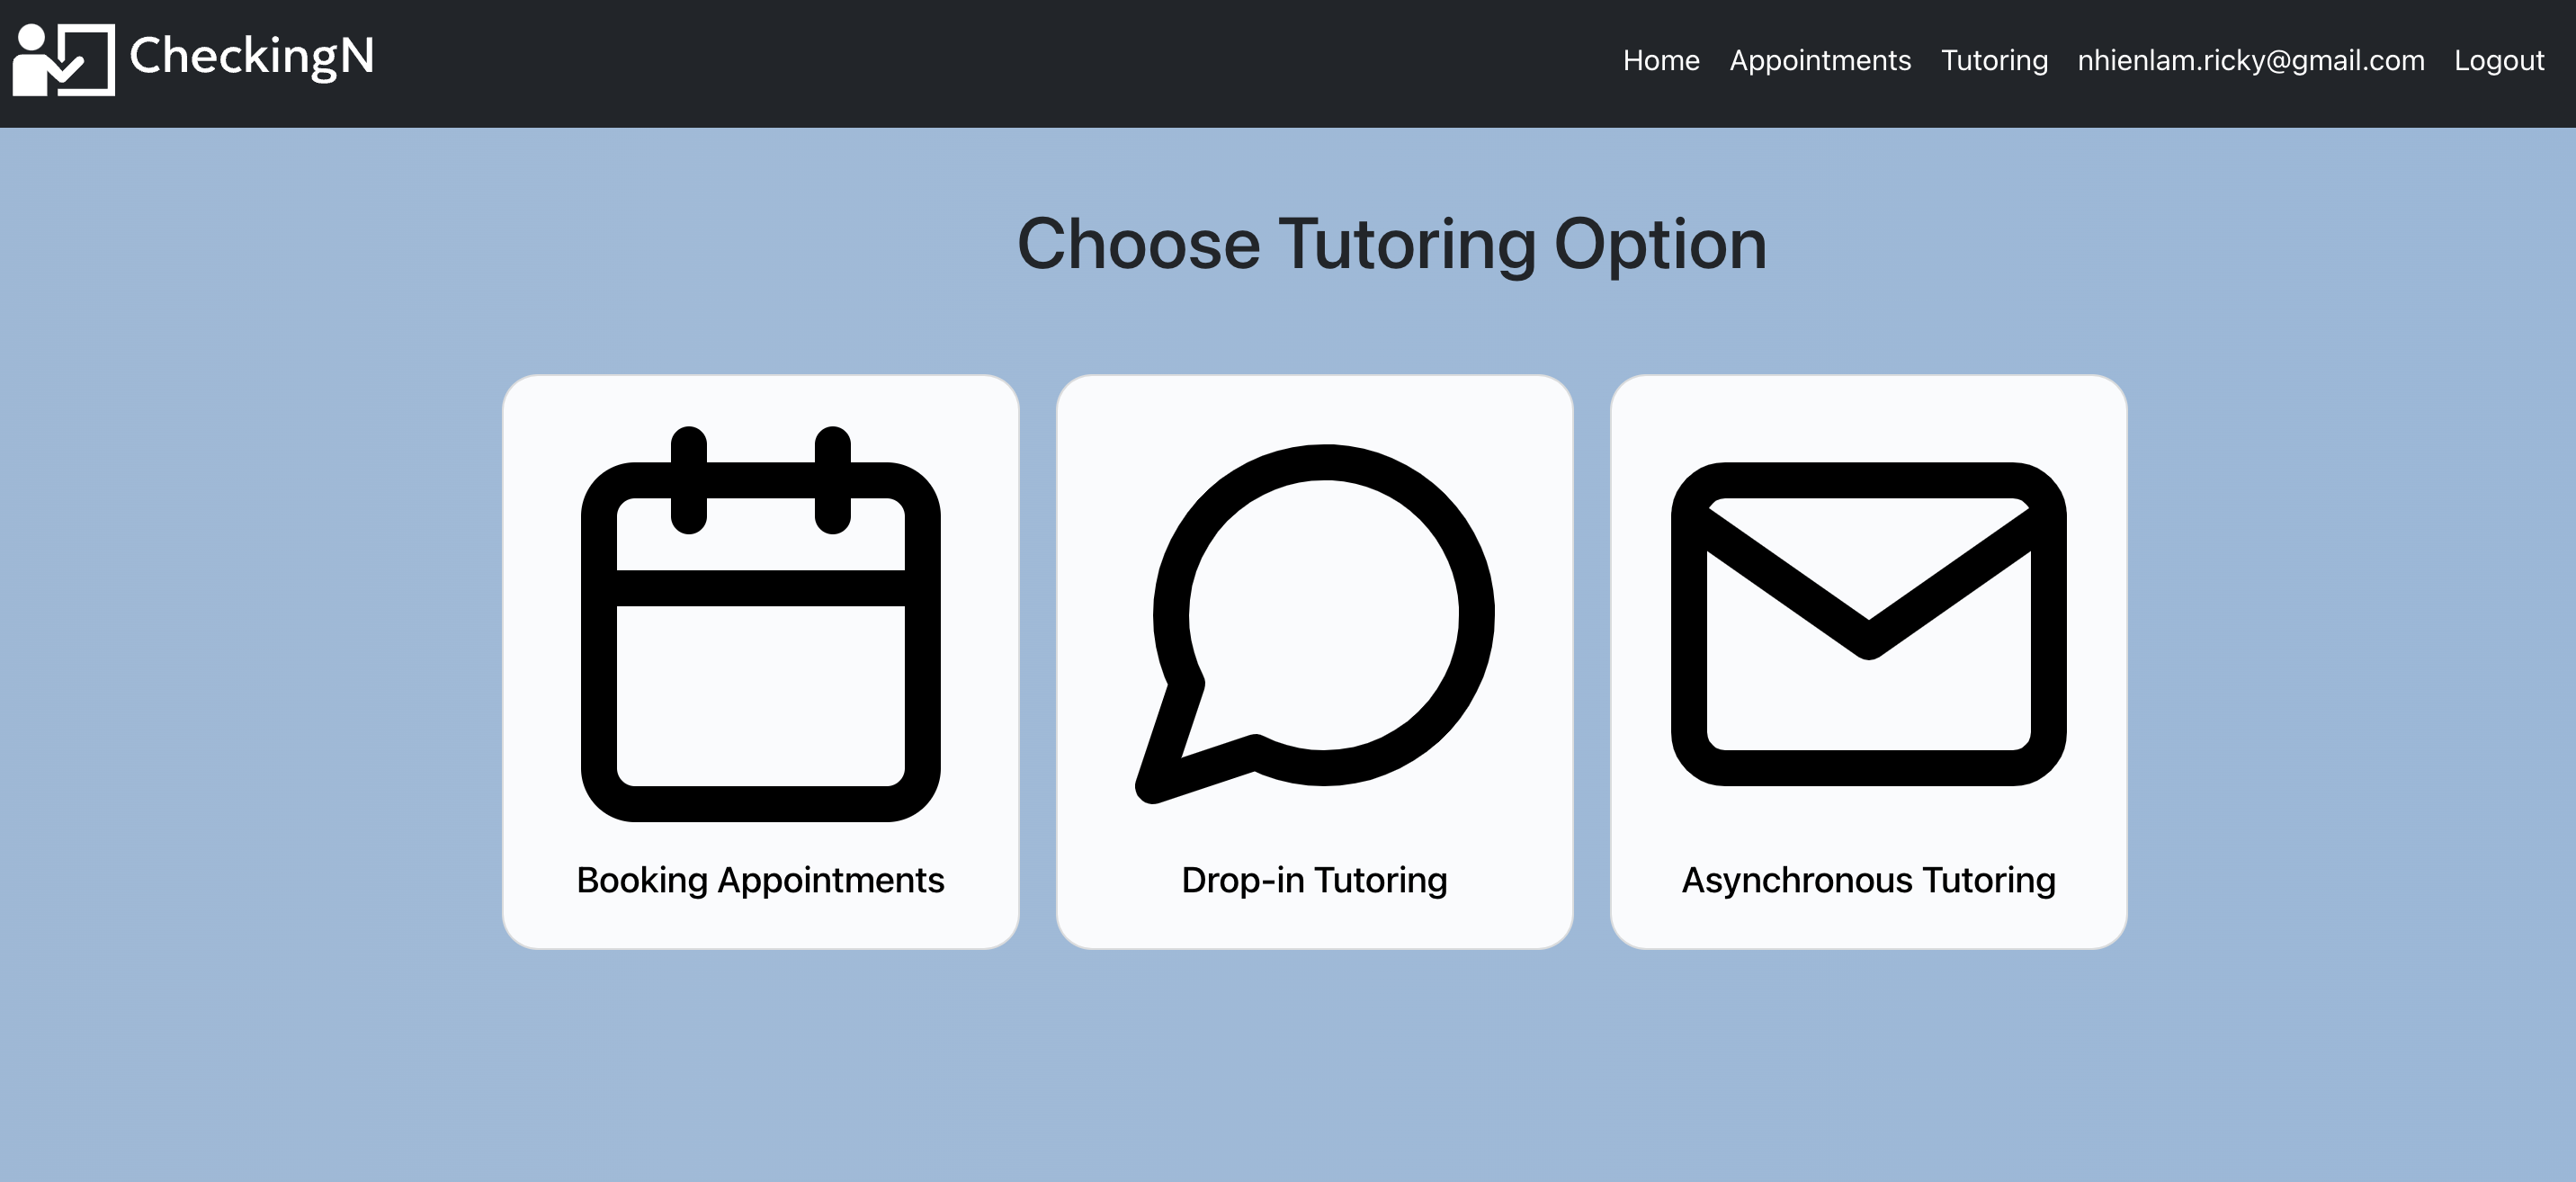 CheckingN
Home Appointments Tutoring nhienlam.ricky@gmail.com Logout
Choose Tutoring Option
Booking Appointments
Drop-in Tutoring
Asynchronous Tutoring